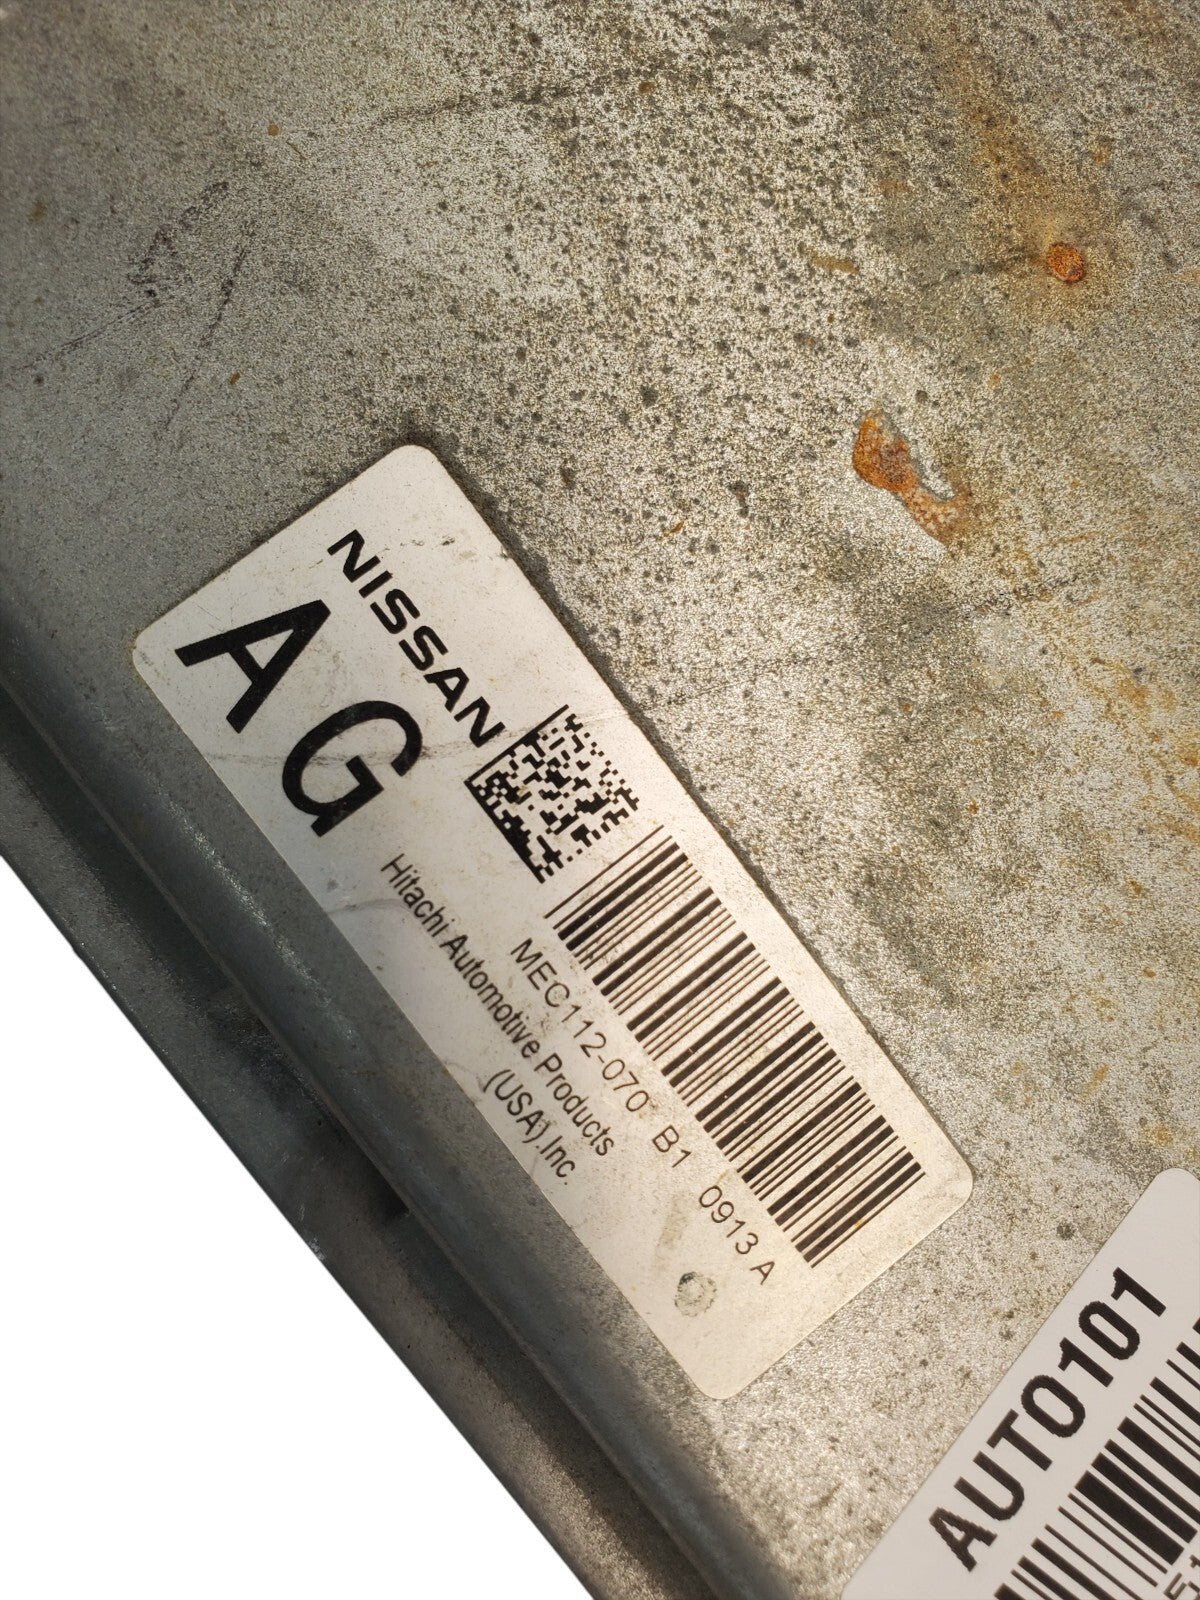 NISSAN
AG
MEC112-070 B1 0913 A
Hitachi Automotive Products
(USA),Inc.
AUTO101